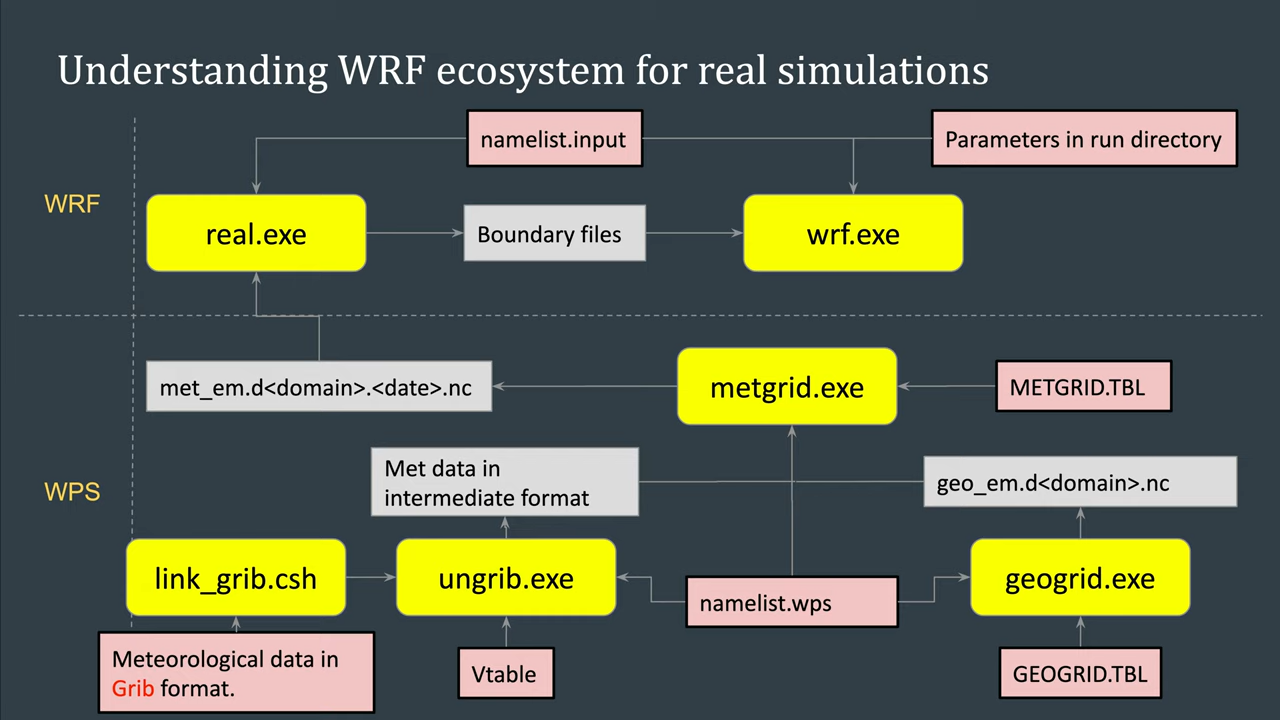 Understanding WRF ecosystem for real simulations
namelist.input
Parameters in run directory
WRF
real.exe
Boundary files
wrf.exe
met_em.d<domain>.<date>.nc
metgrid.exe
METGRID.TBL
WPS
Met data in
intermediate format
geo_em.d<domain>.nc
link_grib.csh
ungrib.exe
namelist.wps
geogrid.exe
Meteorological data in
Grib format.
Vtable
GEOGRID.TBL